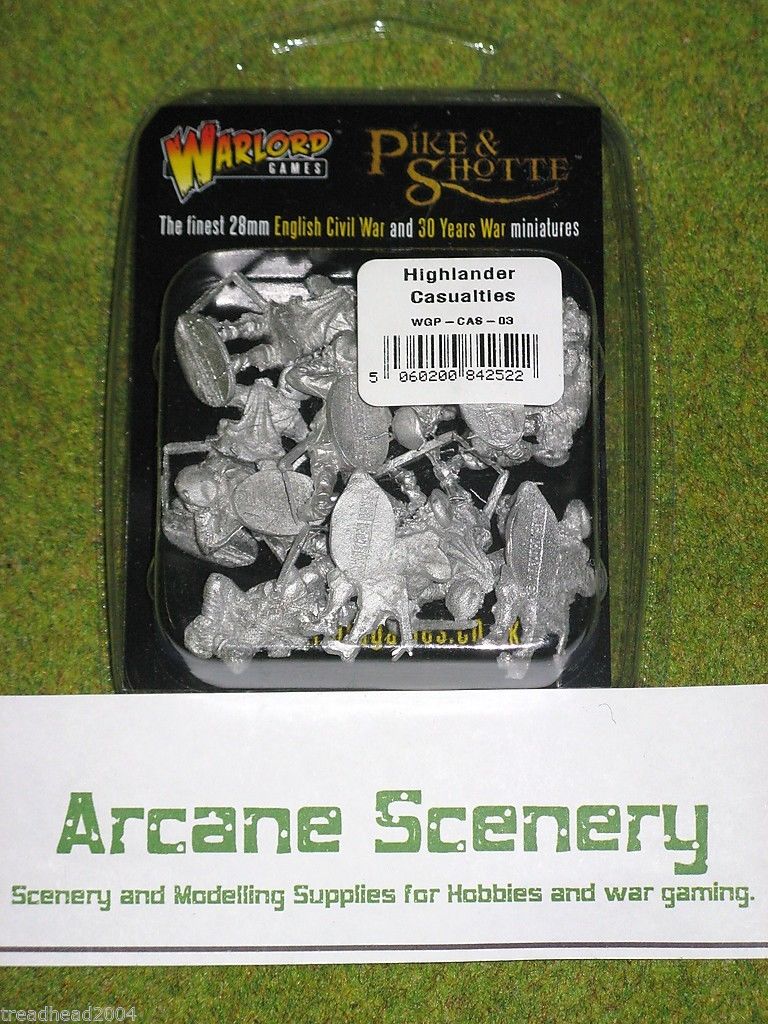 WARLORD
GAMES
PIKE &
SHOTTE™
The finest 28mm English Civil War and 30 Years War miniatures
Highlander
Casualties
WGP-CAS-03
5 060200 842522
Arcane Scenery
Scenery and Modelling Supplies for Hobbies and war gaming.
treadhead2004